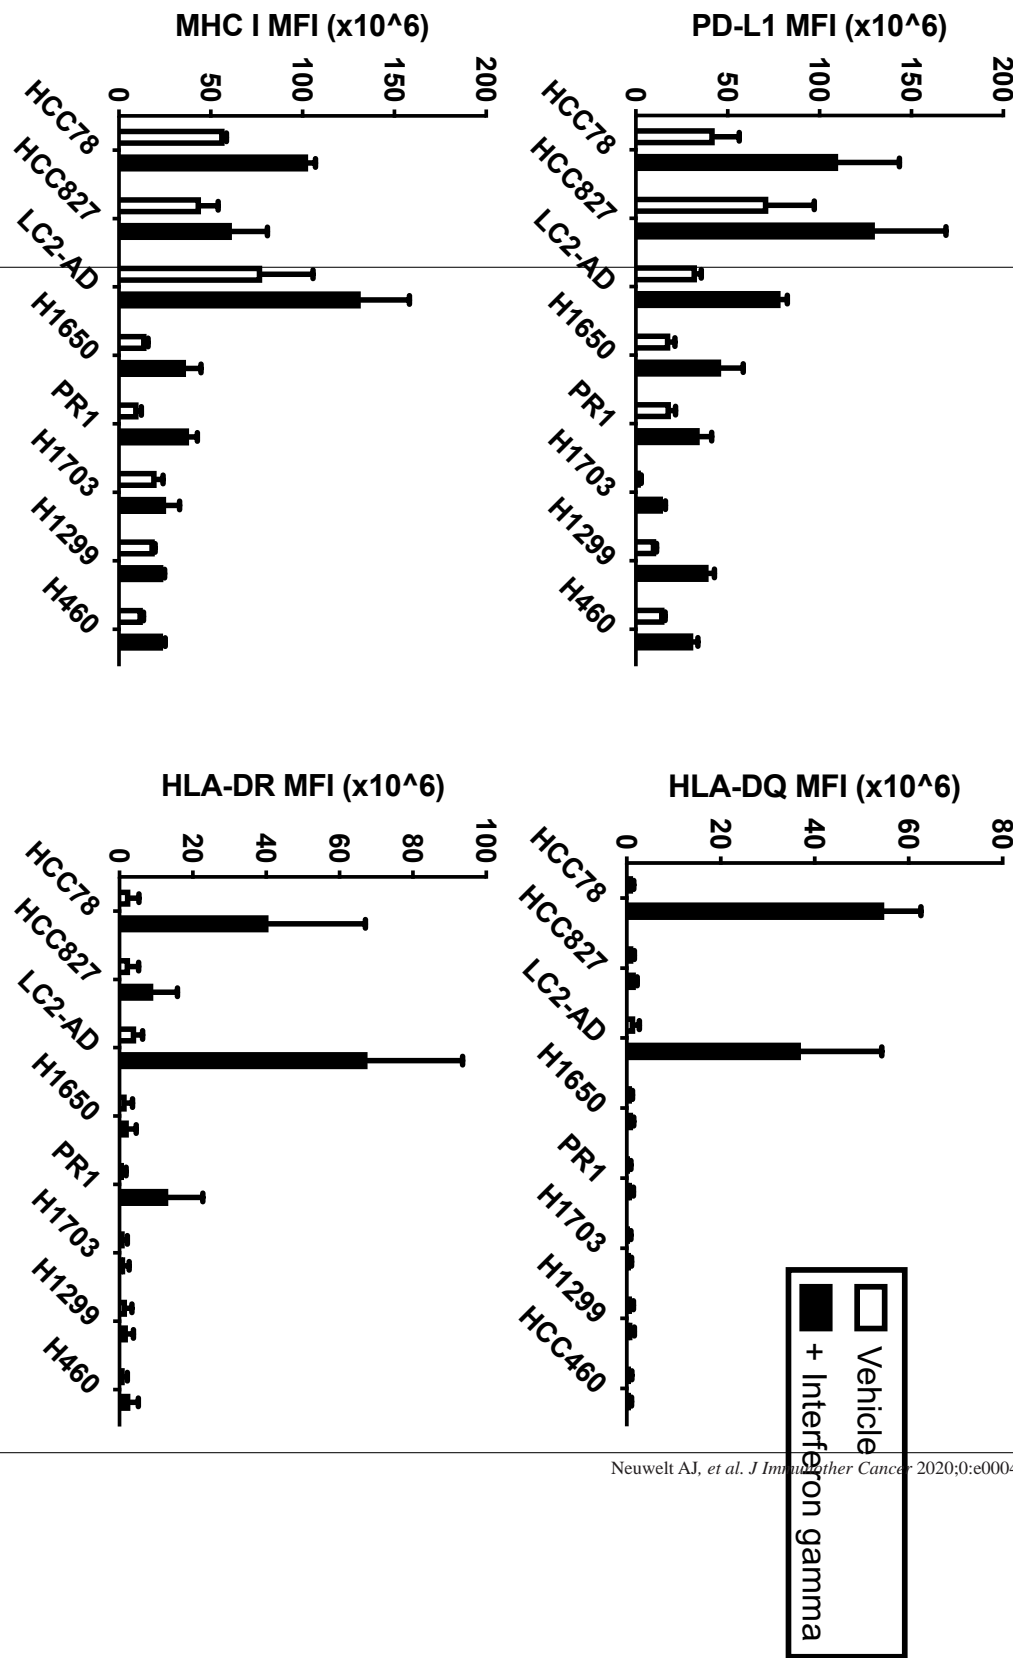 PD-L1 MFI (x10^6)
200
150
100
50
0
HCC78
HCC827
LC2-AD
H1650
PR1
H1703
H1299
H460
HLA-DQ MFI (x10^6)
80
60
40
20
0
HCC78
HCC827
LC2-AD
H1650
PR1
H1703
H1299
HCC460
Vehicle
+ Interferon gamma
MHC I MFI (x10^6)
200
150
100
50
0
HCC78
HCC827
LC2-AD
H1650
PR1
H1703
H1299
H460
HLA-DR MFI (x10^6)
100
80
60
40
20
0
HCC78
HCC827
LC2-AD
H1650
PR1
H1703
H1299
H460
Neuwelt AJ, et al. J Immunother Cancer 2020;0:e0004